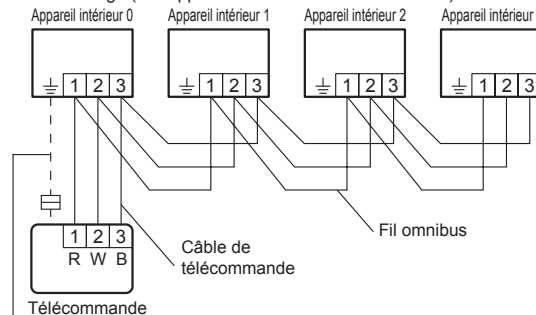 Appareil intérieur 0 Appareil intérieur 1 Appareil intérieur 2 Appareil intérieur
1 2 3 1 2 3 1 2 3 1 2 3
1 2 3
R W B
Câble de
télécommande
Fil omnibus
Télécommande